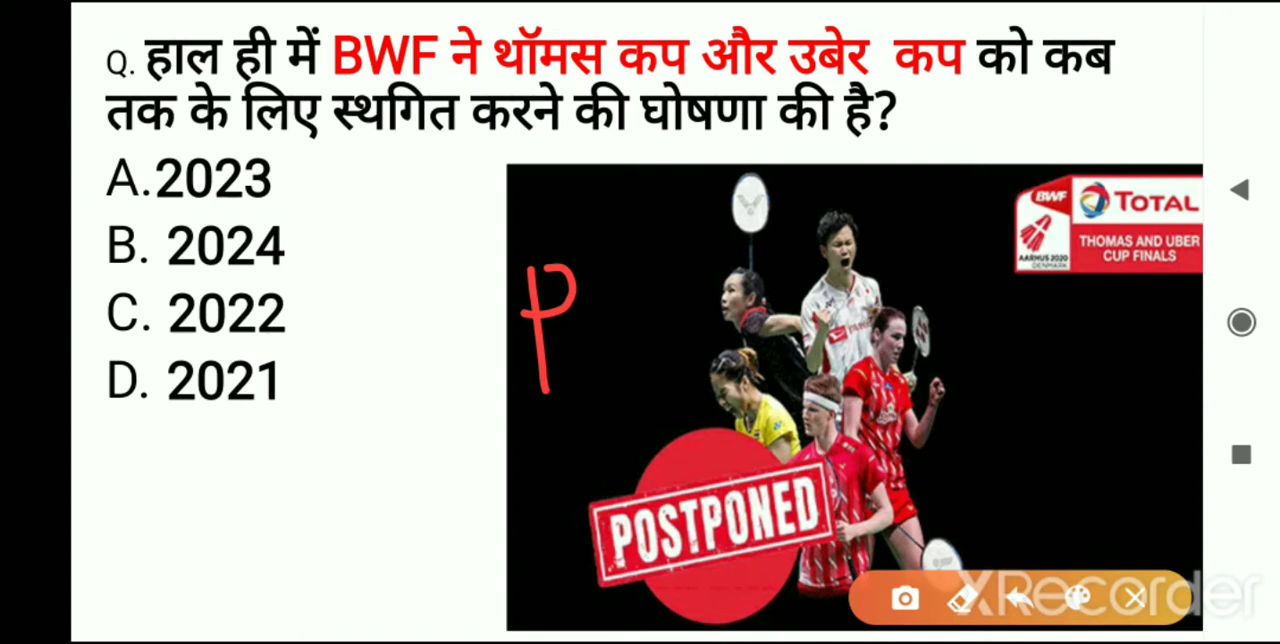 Q. हाल ही में BWF ने थॉमस कप और उबेर कप को कब
तक के लिए स्थगित करने की घोषणा की है?
A.2023
B. 2024
C. 2022
D. 2021
P
BWF
TOTAL
AARHUS 2020
DENMARK
THOMAS AND UBER
CUP FINALS
POSTPONED
XRecorder